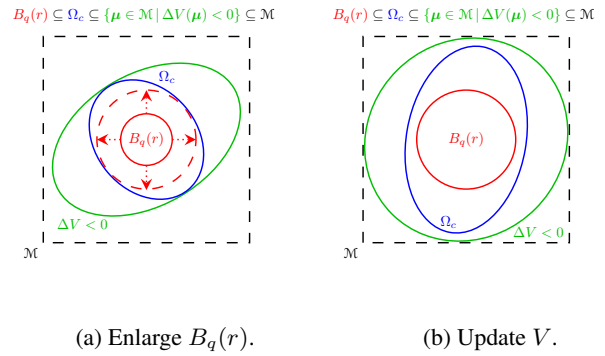 B_q(r) ⊆ Ω_c ⊆ {μ ∈ ℳ | ΔV(μ) < 0} ⊆ ℳ
Ω_c
B_q(r)
ΔV < 0
ℳ
(a) Enlarge B_q(r).
B_q(r) ⊆ Ω_c ⊆ {μ ∈ ℳ | ΔV(μ) < 0} ⊆ ℳ
B_q(r)
Ω_c
ΔV < 0
ℳ
(b) Update V.